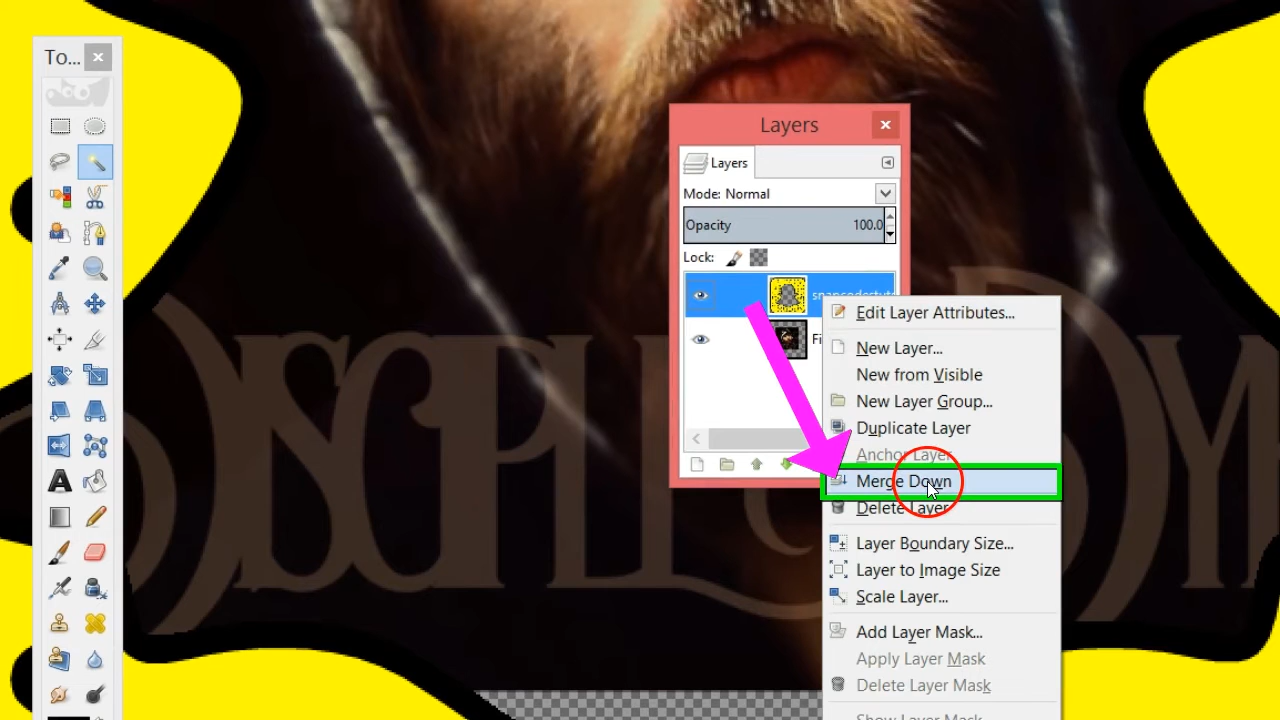 To...
Layers
Layers
Mode: Normal
Opacity 100.0
Lock:
Edit Layer Attributes...
New Layer...
New from Visible
New Layer Group...
Duplicate Layer
Anchor Layer
Merge Down
Delete Layer
Layer Boundary Size...
Layer to Image Size
Scale Layer...
Add Layer Mask...
Apply Layer Mask
Delete Layer Mask
Show Layer Mask